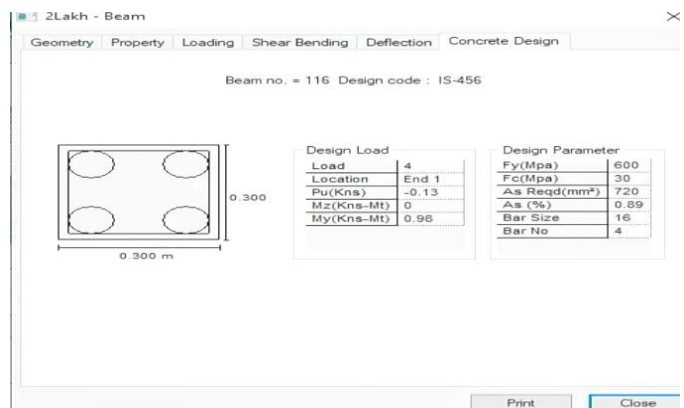 2Lakh - Beam
Geometry Property Loading Shear Bending Deflection Concrete Design
Beam no. = 116 Design code : IS-456
0.300
0.300 m
Design Load
Load 4
Location End 1
Pu(Kns) -0.13
Mz(Kns-Mt) 0
My(Kns-Mt) 0.98
Design Parameter
Fy(Mpa) 600
Fc(Mpa) 30
As Reqd(mm²) 720
As (%) 0.89
Bar Size 16
Bar No 4
Print Close